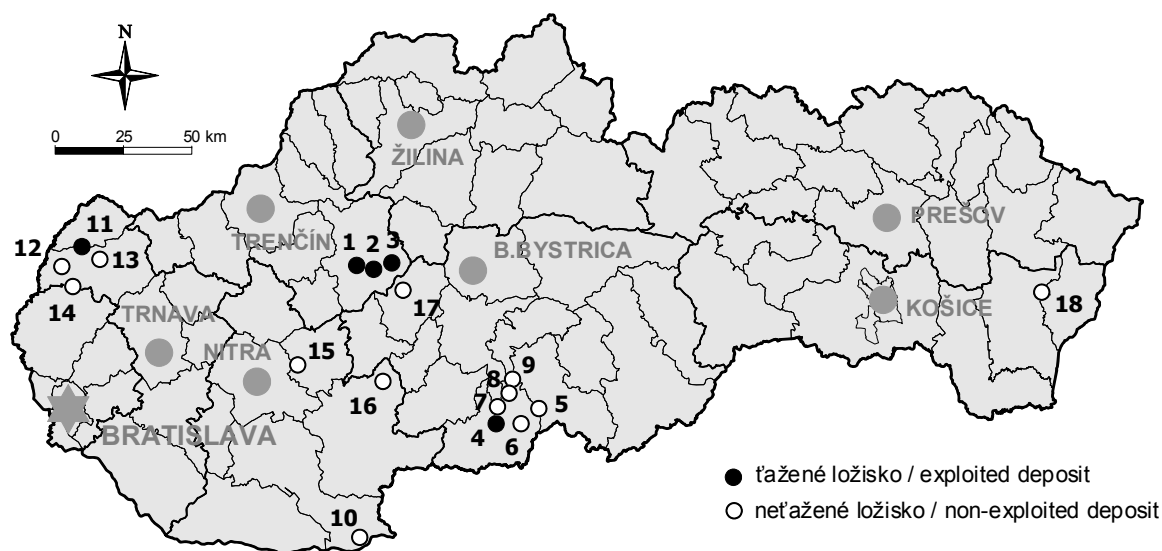 N
0 25 50 km
ŽILINA
PREŠOV
11
TRENČÍN
1 2 3
B.BYSTRICA
12
13
17
18
KOŠICE
14
TRNAVA
NITRA
15
9
8
16
7
5
4
6
BRATISLAVA
ťažené ložisko / exploited deposit
10
neťažené ložisko / non-exploited deposit